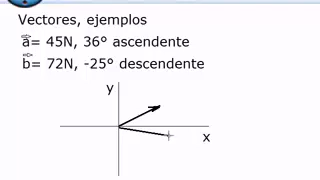 Vectores, ejemplos
a= 45N, 36° ascendente
b= 72N, -25° descendente
y
x